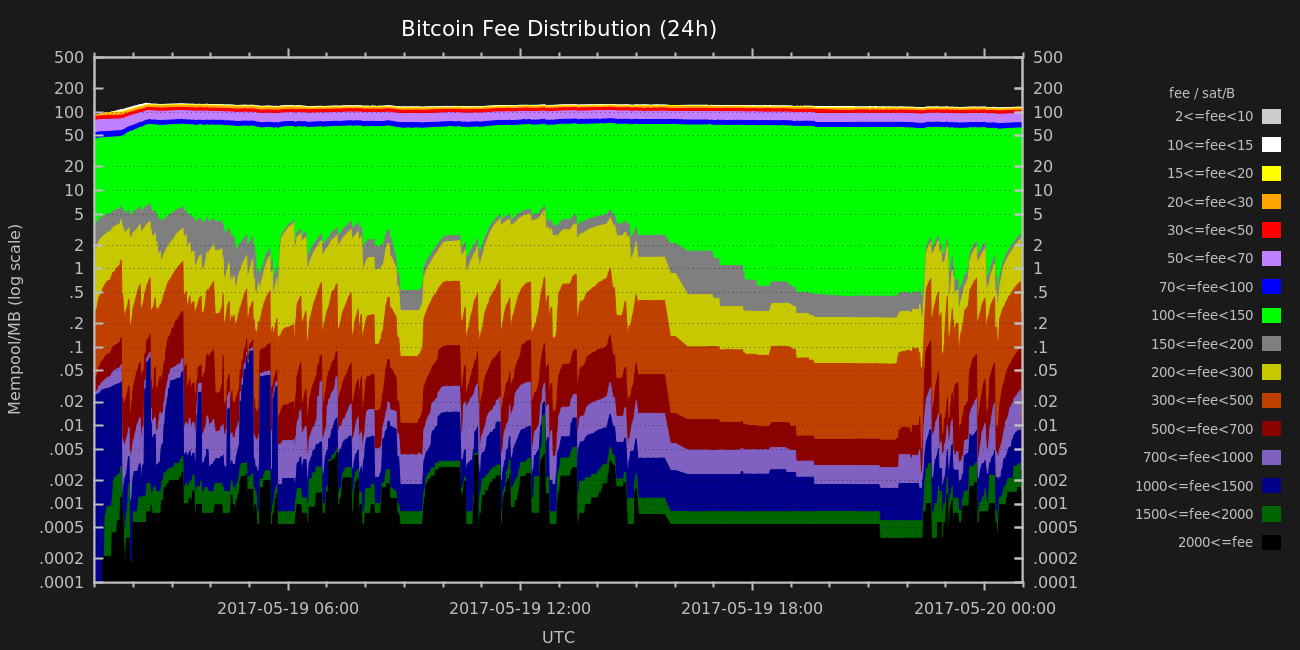 Bitcoin Fee Distribution (24h)
500
200
100
50
20
10
5
2
1
.5
.2
.1
.05
.02
.01
.005
.002
.001
.0005
.0002
.0001
Mempool/MB (log scale)
500
200
100
50
20
10
5
2
1
.5
.2
.1
.05
.02
.01
.005
.002
.001
.0005
.0002
.0001
2017-05-19 06:00
2017-05-19 12:00
2017-05-19 18:00
2017-05-20 00:00
UTC
fee / sat/B
2<=fee<10
10<=fee<15
15<=fee<20
20<=fee<30
30<=fee<50
50<=fee<70
70<=fee<100
100<=fee<150
150<=fee<200
200<=fee<300
300<=fee<500
500<=fee<700
700<=fee<1000
1000<=fee<1500
1500<=fee<2000
2000<=fee